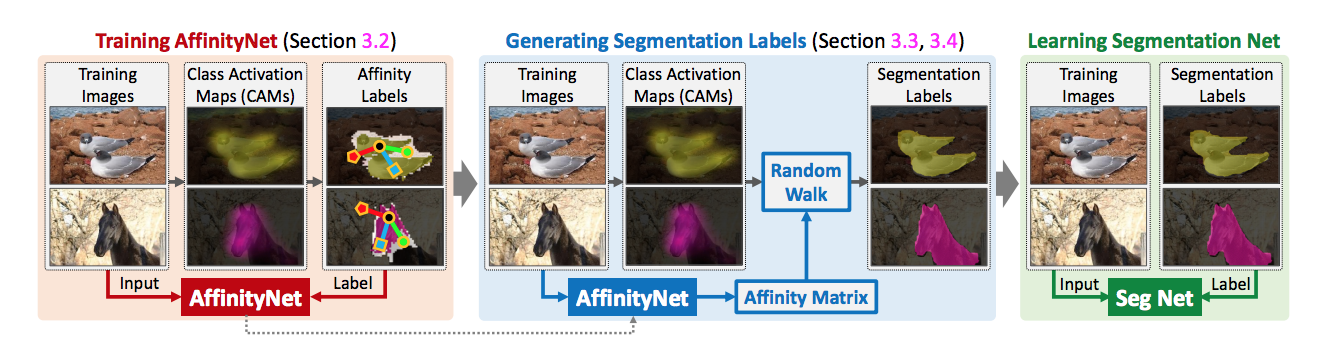 Training AffinityNet (Section 3.2)
Training
Images
Class Activation
Maps (CAMs)
Affinity
Labels
Input
AffinityNet
Label
Generating Segmentation Labels (Section 3.3, 3.4)
Training
Images
Class Activation
Maps (CAMs)
Segmentation
Labels
Random
Walk
AffinityNet
Affinity Matrix
Learning Segmentation Net
Training
Images
Segmentation
Labels
Input
Seg Net
Label